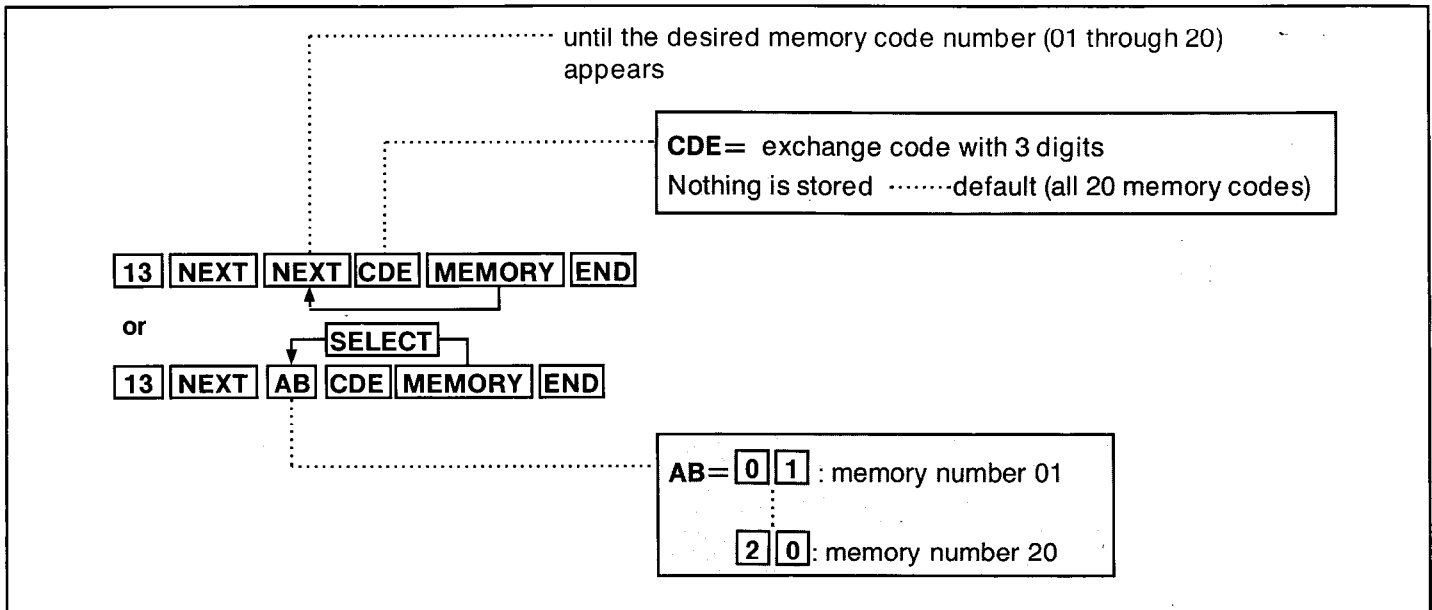 until the desired memory code number (01 through 20)
appears
CDE= exchange code with 3 digits
Nothing is stored ········default (all 20 memory codes)
13 NEXT NEXT CDE MEMORY END
or
SELECT
13 NEXT AB CDE MEMORY END
AB= 0 1 : memory number 01
2 0 : memory number 20